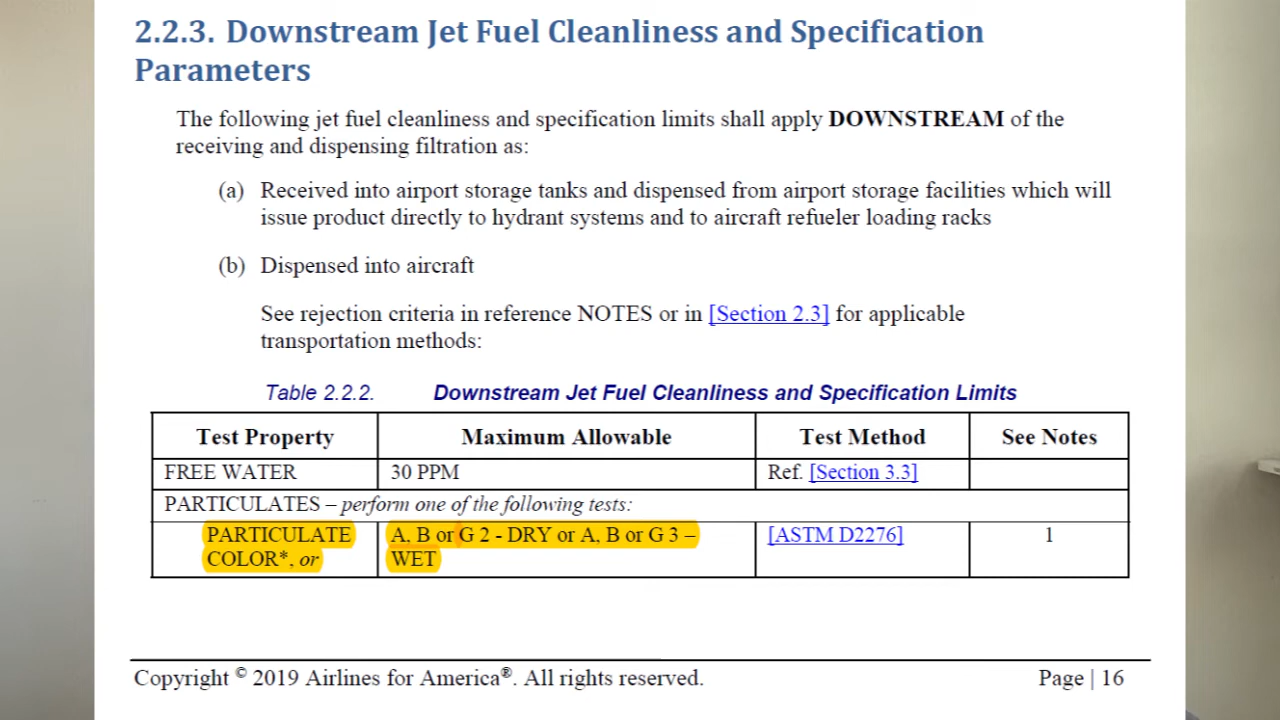 2.2.3. Downstream Jet Fuel Cleanliness and Specification
Parameters
The following jet fuel cleanliness and specification limits shall apply DOWNSTREAM of the
receiving and dispensing filtration as:
(a) Received into airport storage tanks and dispensed from airport storage facilities which will
issue product directly to hydrant systems and to aircraft refueler loading racks
(b) Dispensed into aircraft
See rejection criteria in reference NOTES or in [Section 2.3] for applicable
transportation methods:
Table 2.2.2. Downstream Jet Fuel Cleanliness and Specification Limits
Test Property Maximum Allowable Test Method See Notes
FREE WATER 30 PPM Ref. [Section 3.3]
PARTICULATES – perform one of the following tests:
PARTICULATE A, B or G 2 - DRY or A, B or G 3 – [ASTM D2276] 1
COLOR*, or WET
Copyright © 2019 Airlines for America®. All rights reserved. Page | 16